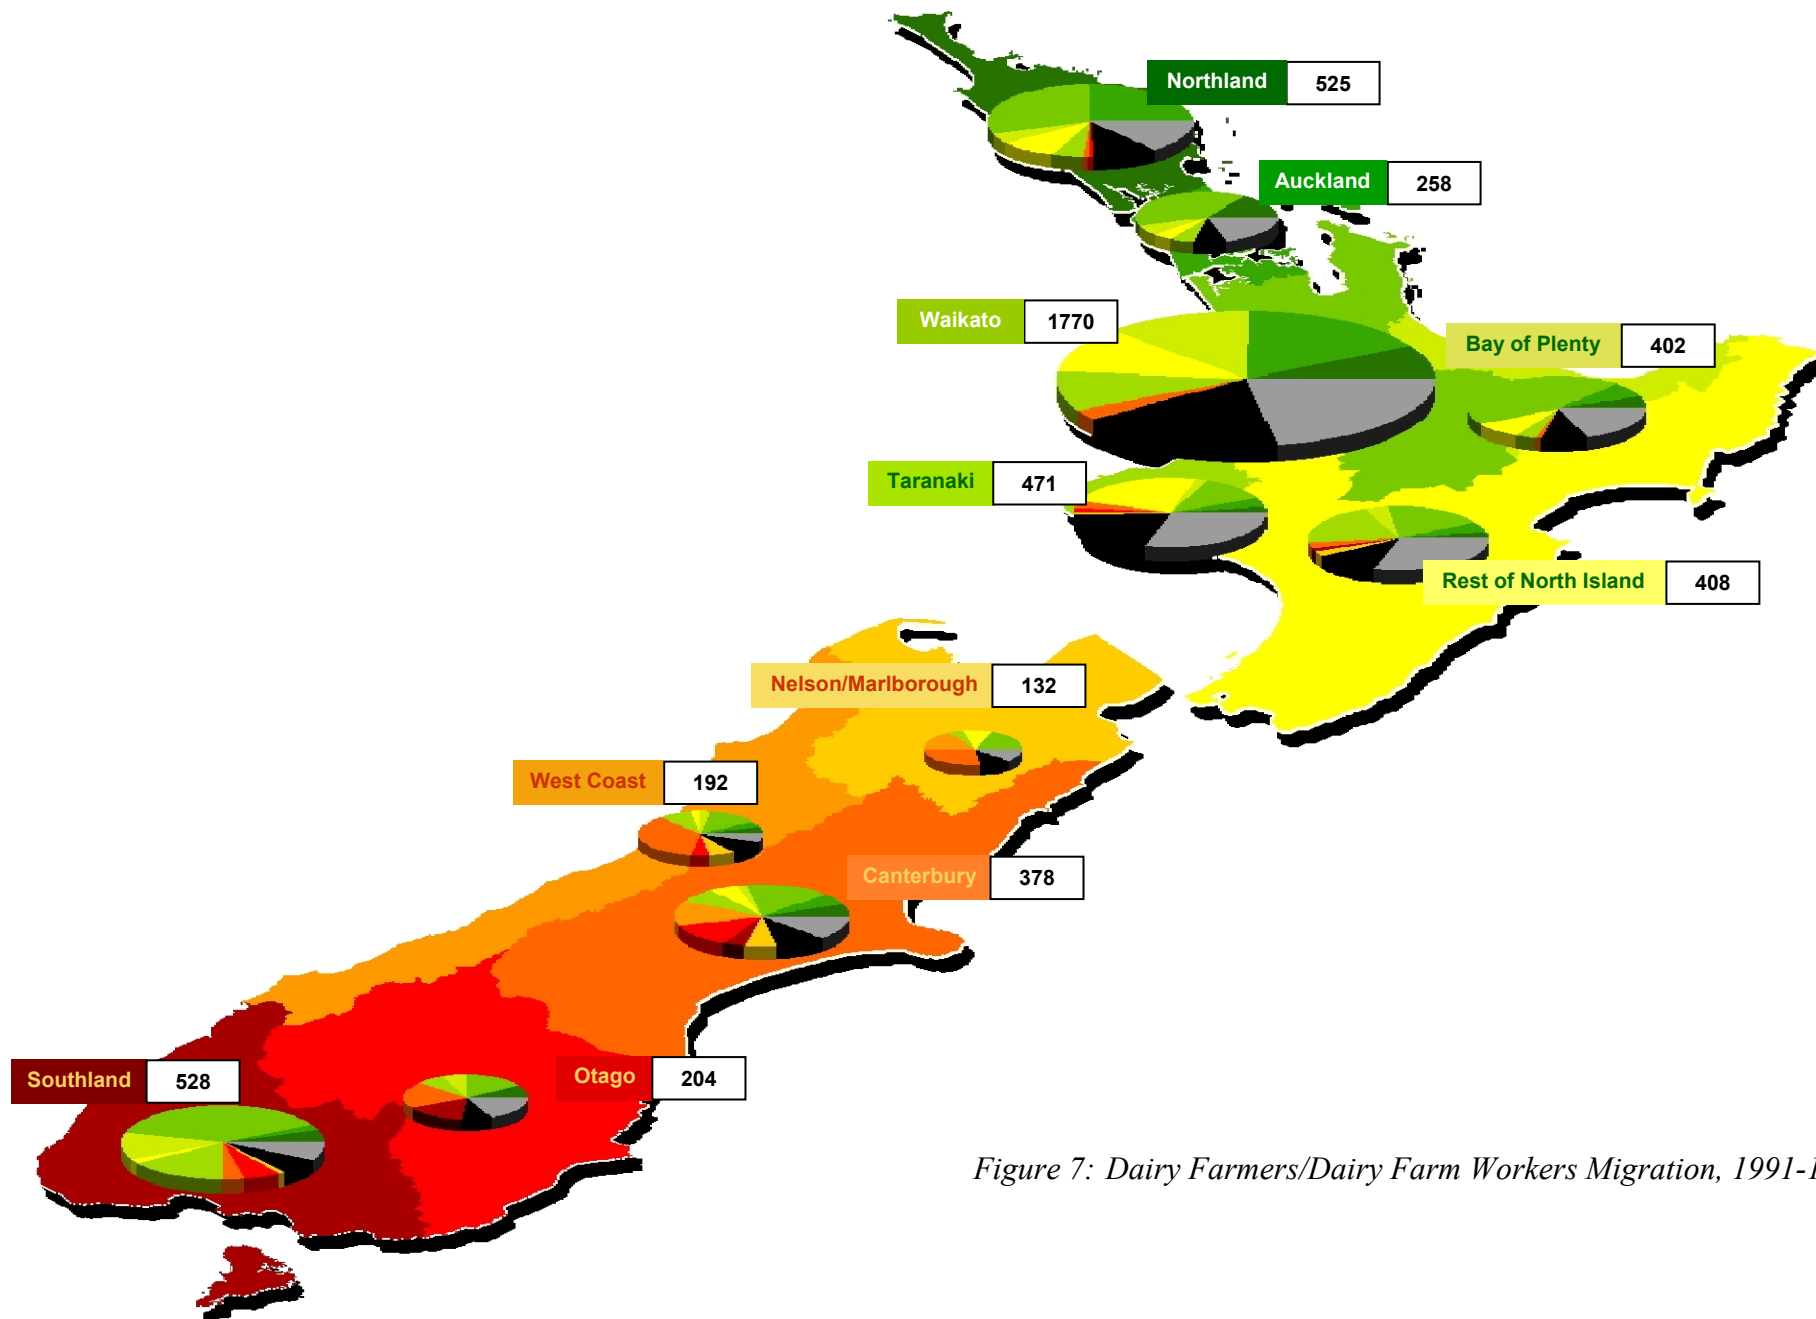 Northland 525
Auckland 258
Waikato 1770
Bay of Plenty 402
Taranaki 471
Rest of North Island 408
Nelson/Marlborough 132
West Coast 192
Canterbury 378
Southland 528
Otago 204
Figure 7: Dairy Farmers/Dairy Farm Workers Migration, 1991-1